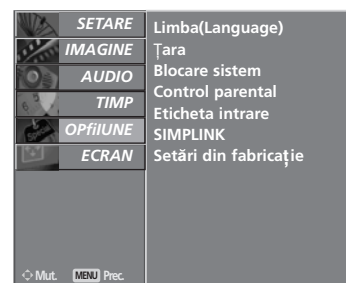 SETARE
IMAGINE
AUDIO
TIMP
OPfiIUNE
ECRAN
Limba(Language)
Țara
Blocare sistem
Control parental
Eticheta intrare
SIMPLINK
Setări din fabricație
Mut. MENU Prec.